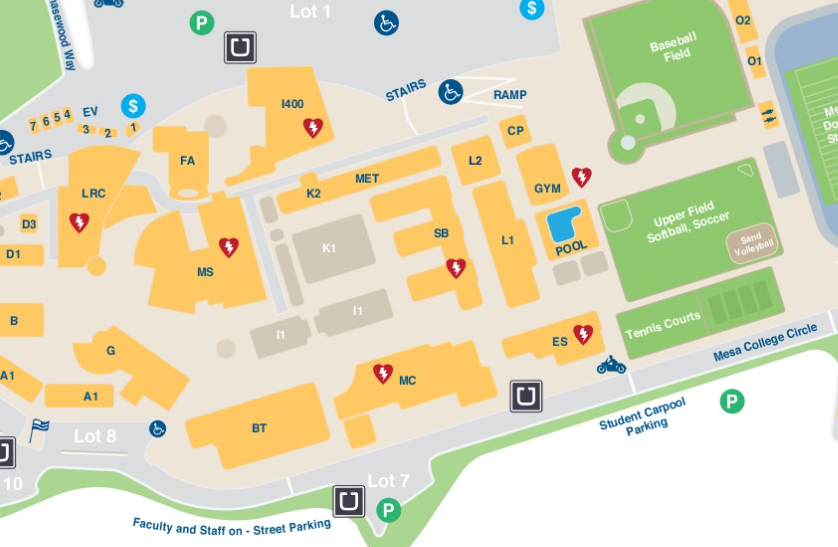 Lot 1
$
P
U
O2
O1
Baseball
Field
STAIRS
RAMP
I400
$
EV
7 6 5 4
3 2 1
STAIRS
CP
FA
L2
MET
K2
GYM
LRC
D3
D1
SB
L1
POOL
Upper Field
Softball, Soccer
Sand
Volleyball
K1
MS
I1
I1
B
G
ES
Tennis Courts
Mesa College Circle
A1
A1
MC
BT
U
P
Student Carpool
Parking
Lot 8
10
Lot 7
U
P
Faculty and Staff on - Street Parking